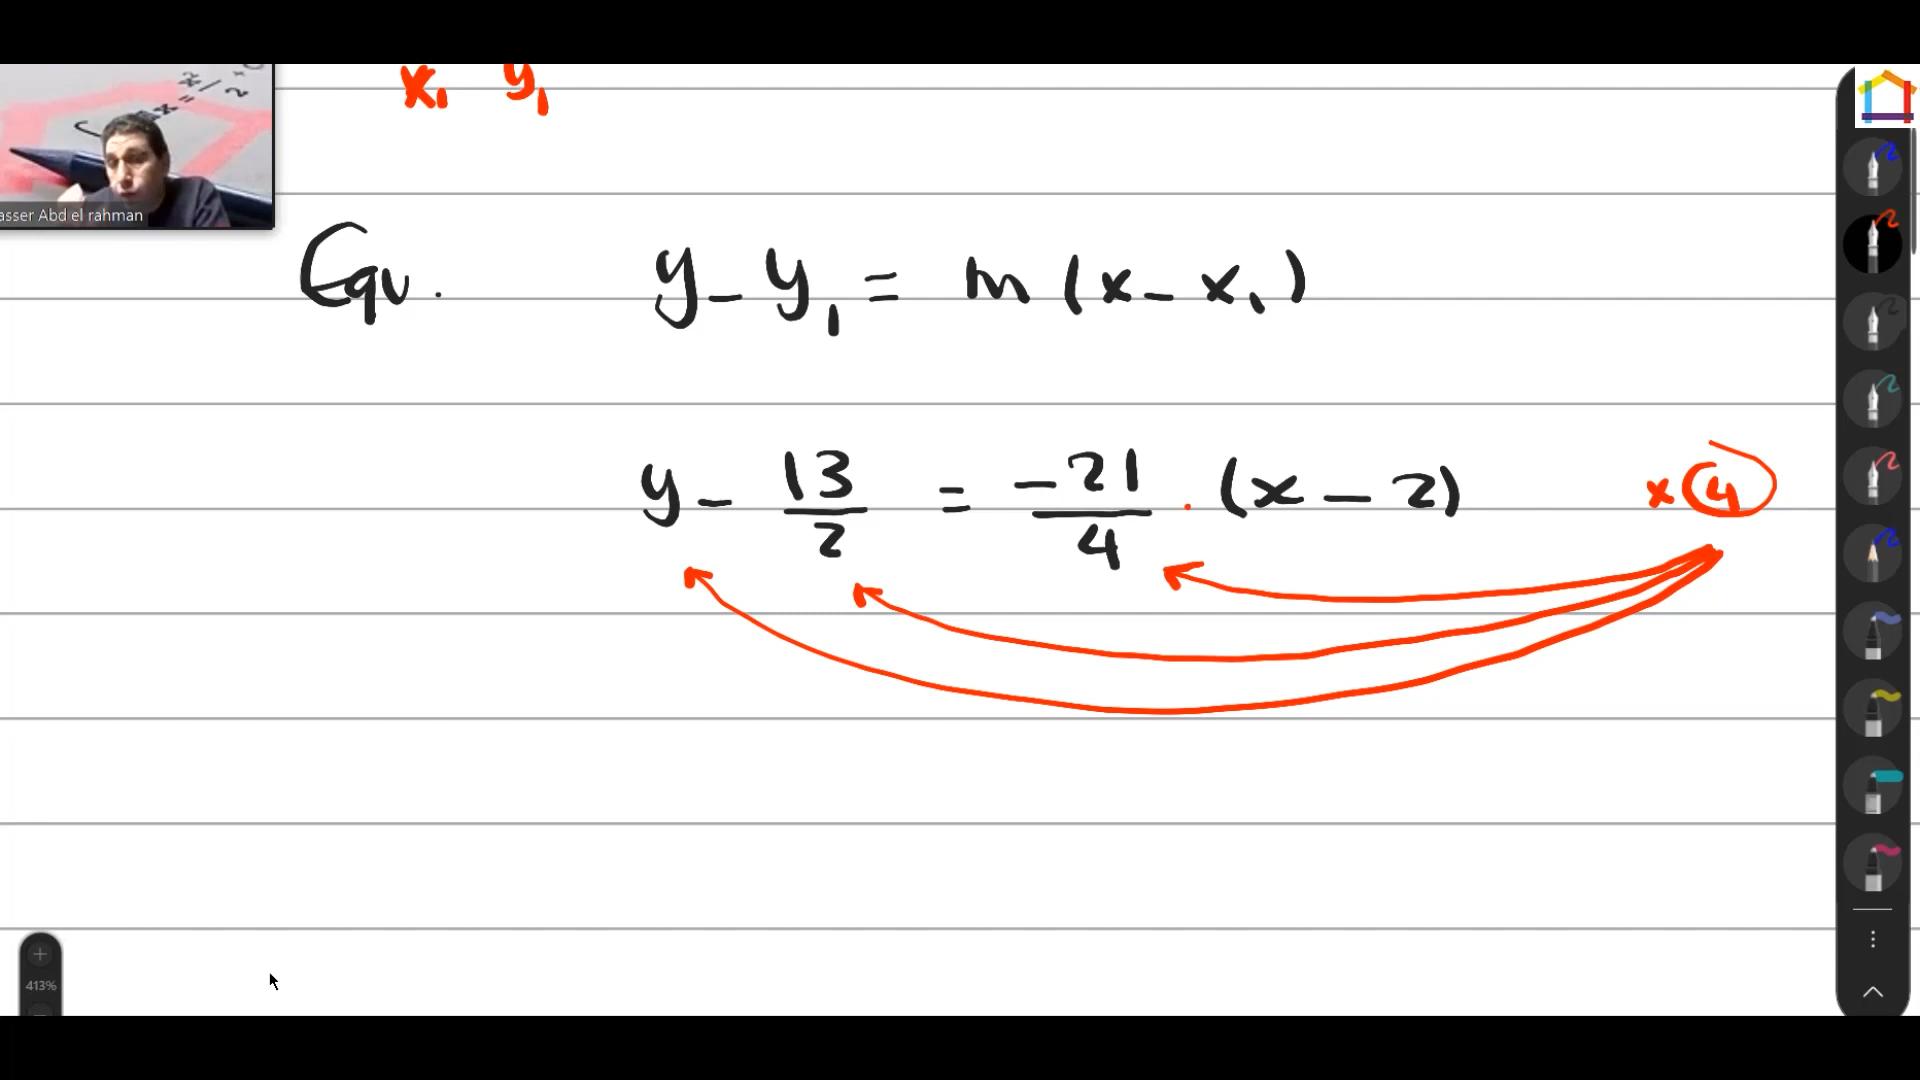 x₁ y₁
asser Abd el rahman
Equ. y - y₁ = m (x - x₁)
y - 13/2 = -21/4 . (x - 2) x 4
413%